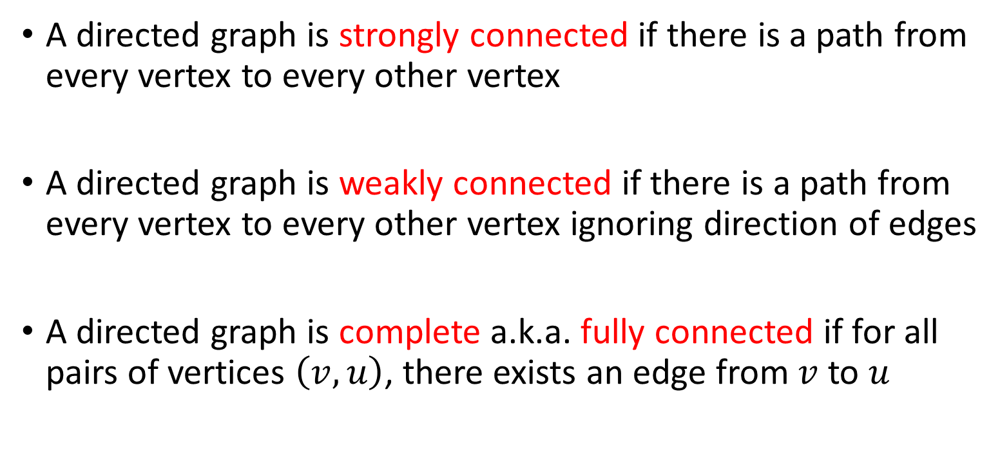 • A directed graph is strongly connected if there is a path from
every vertex to every other vertex
• A directed graph is weakly connected if there is a path from
every vertex to every other vertex ignoring direction of edges
• A directed graph is complete a.k.a. fully connected if for all
pairs of vertices (𝑣, 𝑢), there exists an edge from 𝑣 to 𝑢